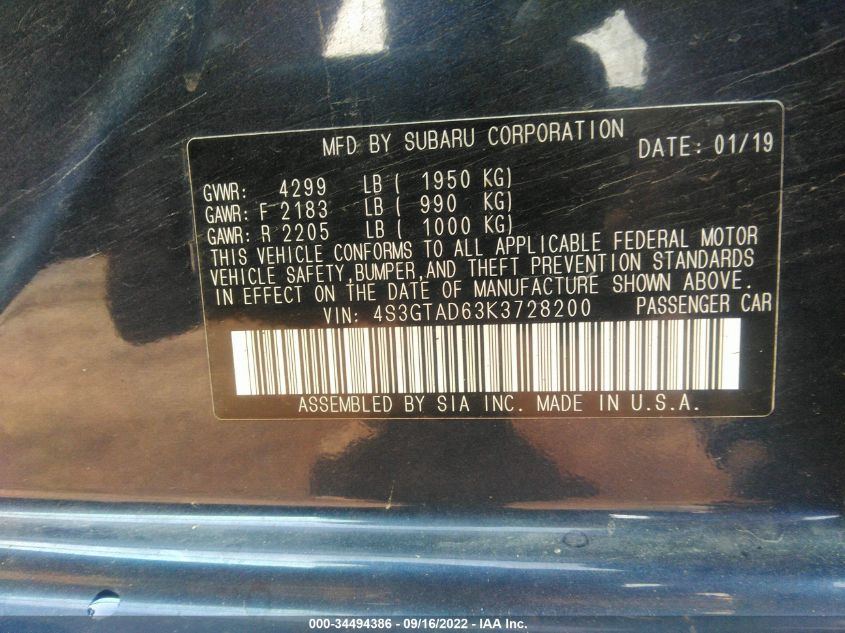 MFD BY SUBARU CORPORATION DATE: 01/19
GVWR: 4299 LB ( 1950 KG)
GAWR: F 2183 LB ( 990 KG)
GAWR: R 2205 LB ( 1000 KG)
THIS VEHICLE CONFORMS TO ALL APPLICABLE FEDERAL MOTOR
VEHICLE SAFETY,BUMPER,AND THEFT PREVENTION STANDARDS
IN EFFECT ON THE DATE OF MANUFACTURE SHOWN ABOVE.
VIN: 4S3GTAD63K3728200 PASSENGER CAR
ASSEMBLED BY SIA INC. MADE IN U.S.A.
000-34494386 - 09/16/2022 - IAA Inc.